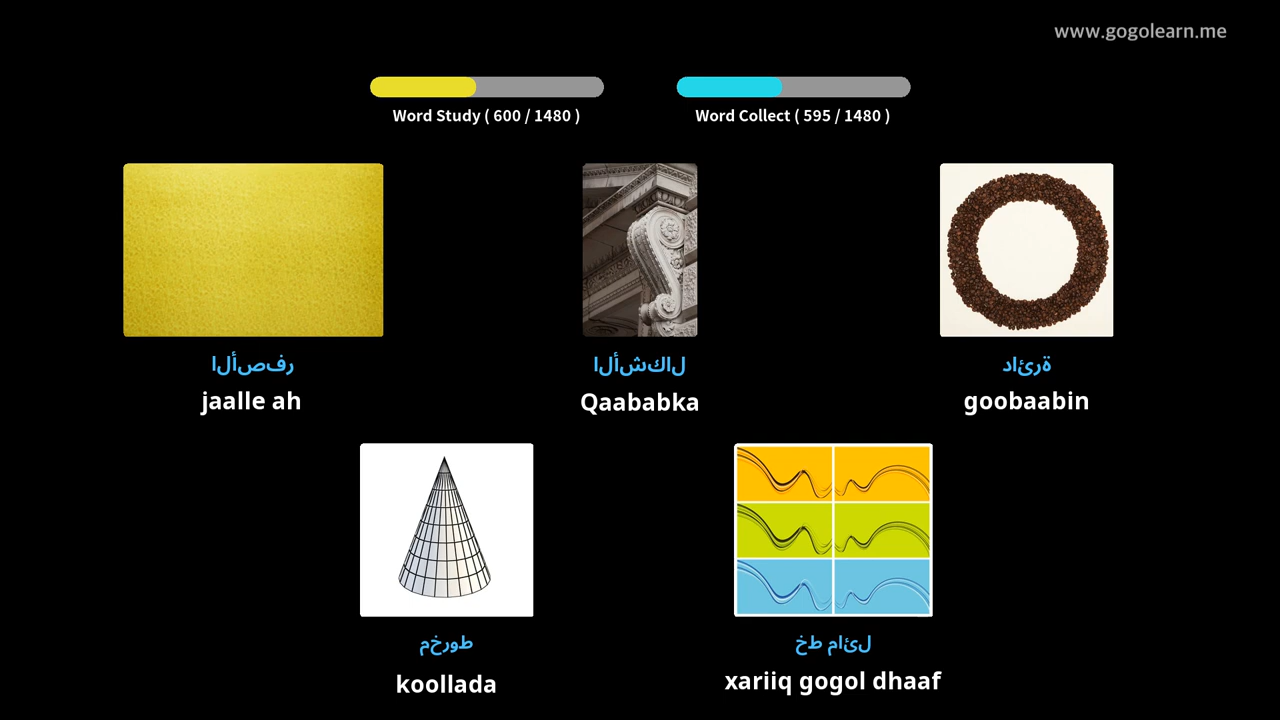 www.gogolearn.me
Word Study ( 600 / 1480 )
Word Collect ( 595 / 1480 )
الأصفر
jaalle ah
الأشكال
Qaababka
دائرة
goobaabin
مخروط
koollada
خط مائل
xariiq gogol dhaaf